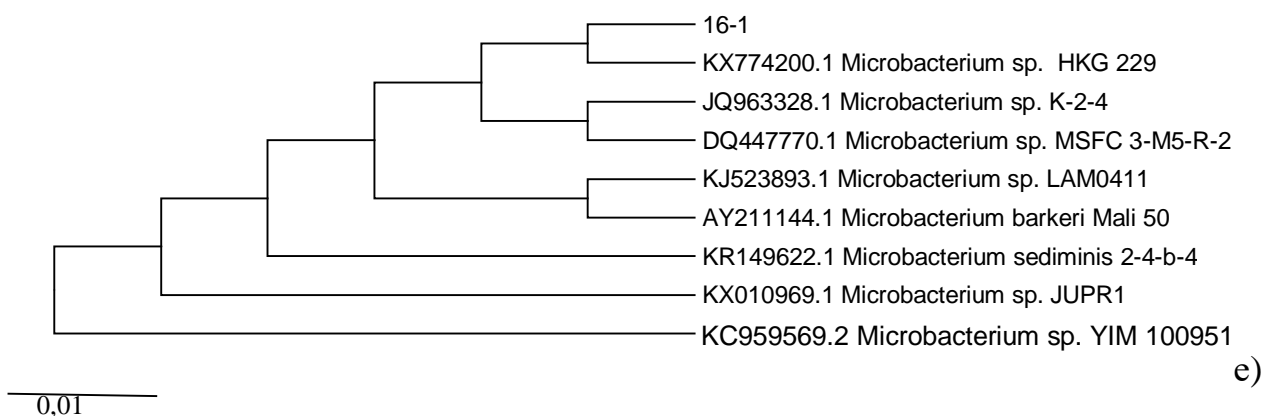 16-1
KX774200.1 Microbacterium sp. HKG 229
JQ963328.1 Microbacterium sp. K-2-4
DQ447770.1 Microbacterium sp. MSFC 3-M5-R-2
KJ523893.1 Microbacterium sp. LAM0411
AY211144.1 Microbacterium barkeri Mali 50
KR149622.1 Microbacterium sediminis 2-4-b-4
KX010969.1 Microbacterium sp. JUPR1
KC959569.2 Microbacterium sp. YIM 100951
e)
0,01